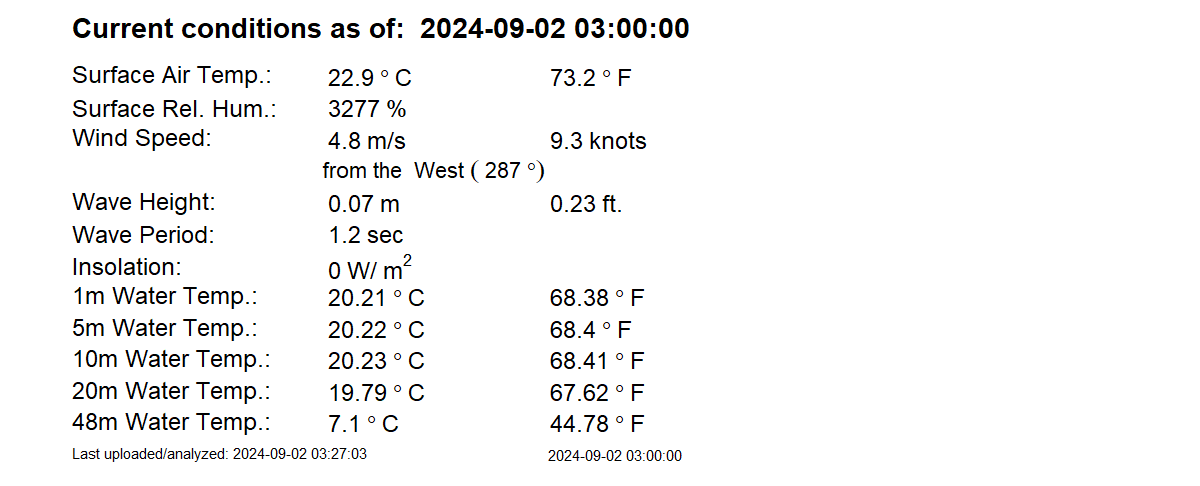 Current conditions as of:  2024-09-02 03:00:00
Surface Air Temp.: 22.9 ° C 73.2 ° F
Surface Rel. Hum.: 3277 %
Wind Speed: 4.8 m/s 9.3 knots
from the  West ( 287 °)
Wave Height: 0.07 m 0.23 ft.
Wave Period: 1.2 sec
Insolation: 0 W/ m²
1m Water Temp.: 20.21 ° C 68.38 ° F
5m Water Temp.: 20.22 ° C 68.4 ° F
10m Water Temp.: 20.23 ° C 68.41 ° F
20m Water Temp.: 19.79 ° C 67.62 ° F
48m Water Temp.: 7.1 ° C 44.78 ° F
Last uploaded/analyzed: 2024-09-02 03:27:03 2024-09-02 03:00:00